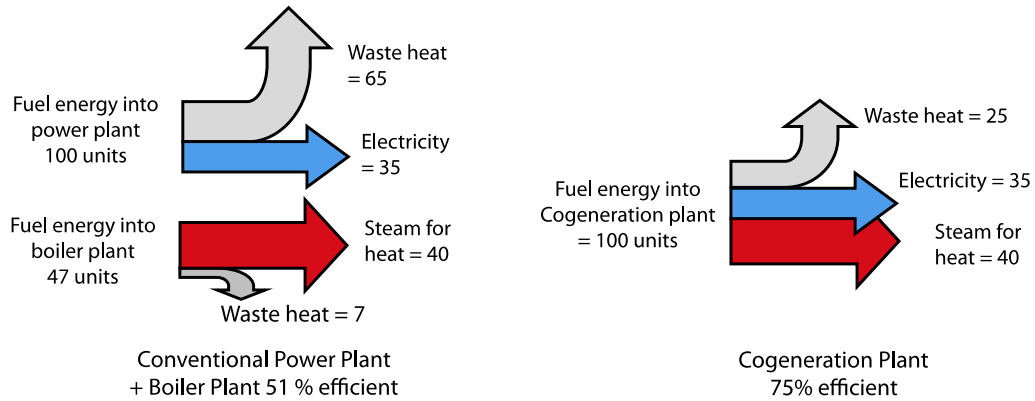 Waste heat
= 65
Fuel energy into
power plant
100 units
Electricity
= 35
Fuel energy into
boiler plant
47 units
Steam for
heat = 40
Waste heat = 7
Conventional Power Plant
+ Boiler Plant 51 % efficient
Waste heat = 25
Fuel energy into
Cogeneration plant
= 100 units
Electricity = 35
Steam for
heat = 40
Cogeneration Plant
75% efficient